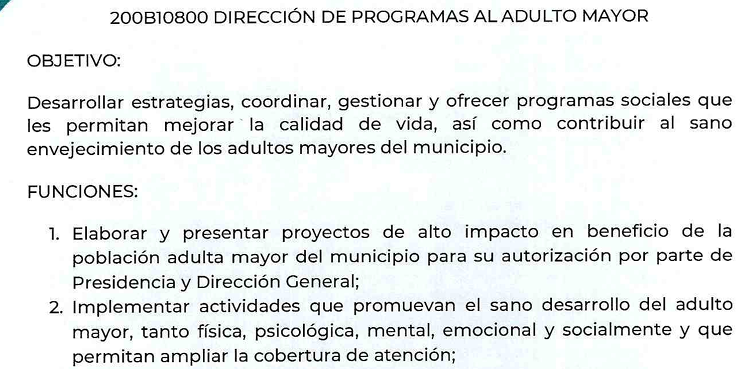 200B10800 DIRECCIÓN DE PROGRAMAS AL ADULTO MAYOR
OBJETIVO:
Desarrollar estrategias, coordinar, gestionar y ofrecer programas sociales que
les permitan mejorar la calidad de vida, así como contribuir al sano
envejecimiento de los adultos mayores del municipio.
FUNCIONES:
1. Elaborar y presentar proyectos de alto impacto en beneficio de la
población adulta mayor del municipio para su autorización por parte de
Presidencia y Dirección General;
2. Implementar actividades que promuevan el sano desarrollo del adulto
mayor, tanto física, psicológica, mental, emocional y socialmente y que
permitan ampliar la cobertura de atención;